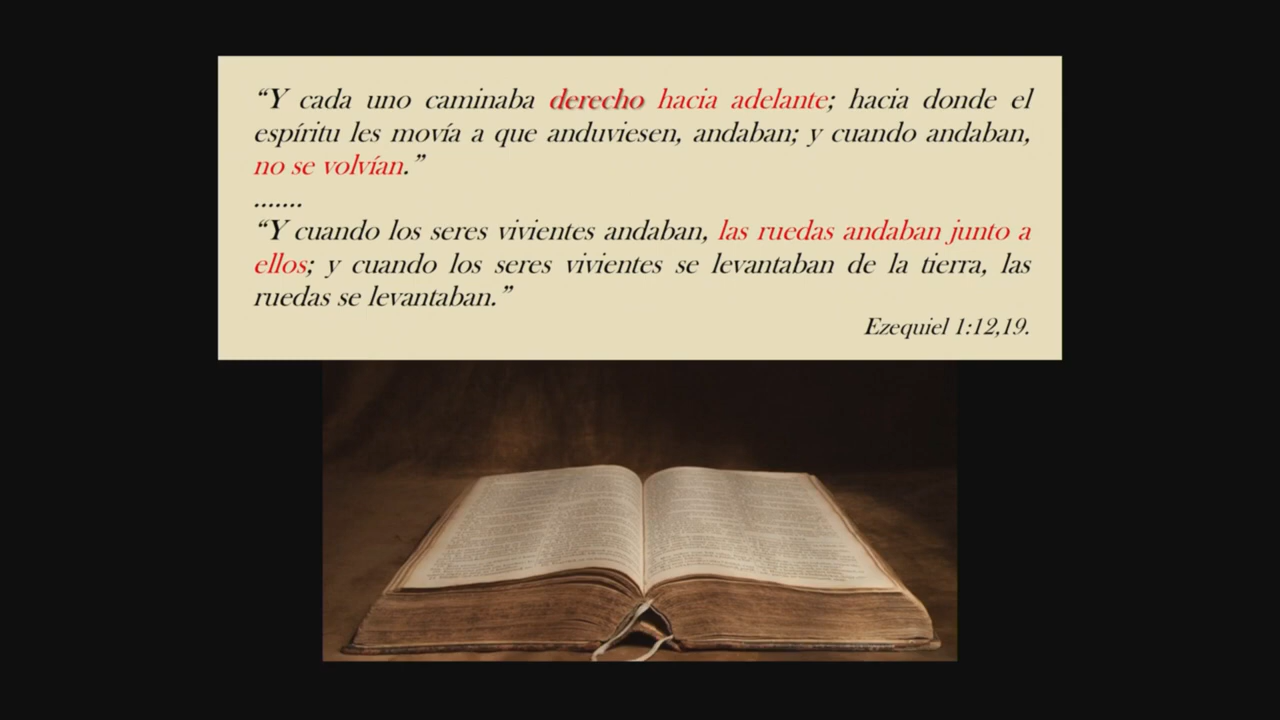 “Y cada uno caminaba derecho hacia adelante; hacia donde el
espíritu les movía a que anduviesen, andaban; y cuando andaban,
no se volvían.”
.......
“Y cuando los seres vivientes andaban, las ruedas andaban junto a
ellos; y cuando los seres vivientes se levantaban de la tierra, las
ruedas se levantaban.”
Ezequiel 1:12,19.